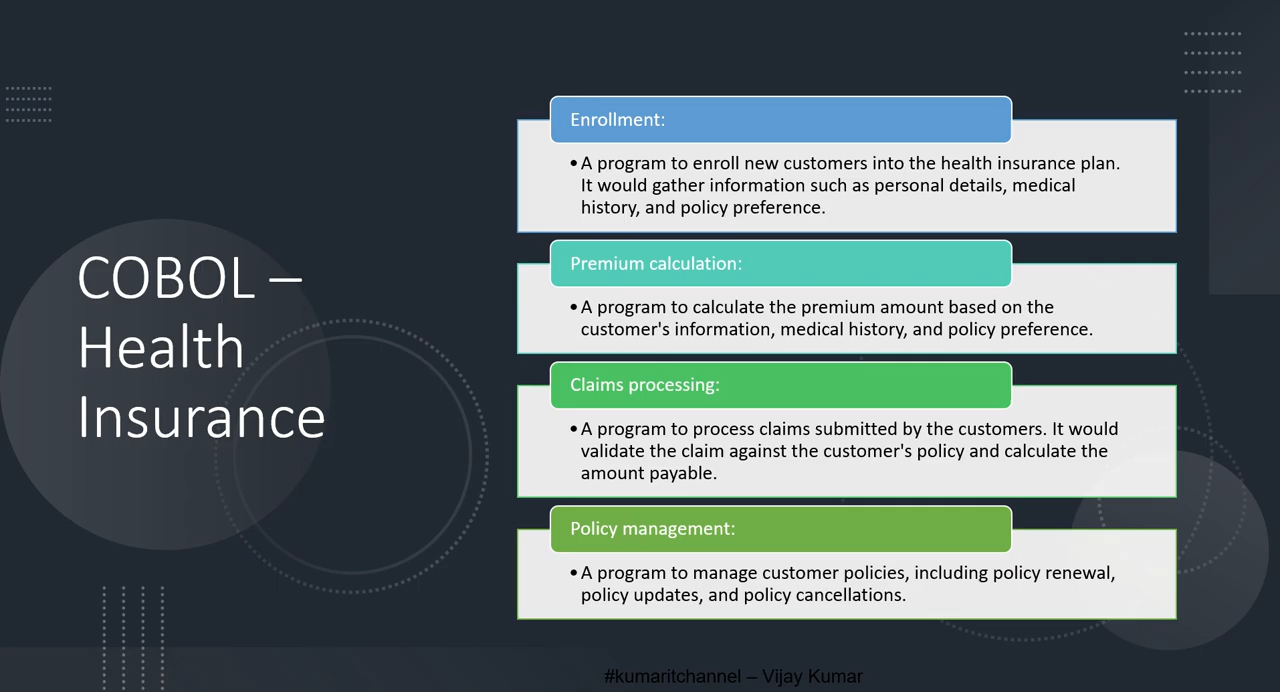 COBOL –
Health
Insurance
Enrollment:
•A program to enroll new customers into the health insurance plan.
It would gather information such as personal details, medical
history, and policy preference.
Premium calculation:
•A program to calculate the premium amount based on the
customer's information, medical history, and policy preference.
Claims processing:
•A program to process claims submitted by the customers. It would
validate the claim against the customer's policy and calculate the
amount payable.
Policy management:
•A program to manage customer policies, including policy renewal,
policy updates, and policy cancellations.
#kumaritchannel – Vijay Kumar